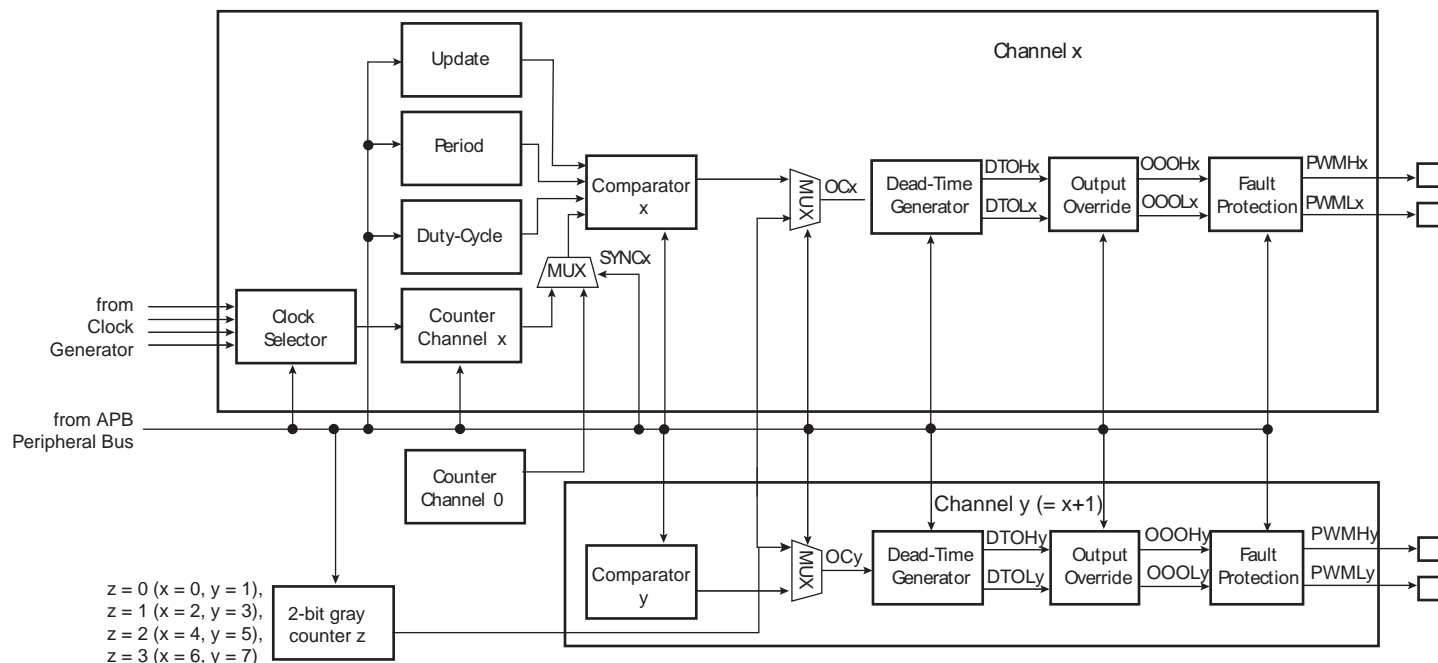 Channel x
Update
Period
Comparator
x
Duty-Cycle
MUX
SYNCx
MUX
OCx
Dead-Time
Generator
DTOHx
DTOLx
Output
Override
OOOHx
OOOLx
Fault
Protection
PWMHx
PWMLx
from
Clock
Generator
Clock
Selector
Counter
Channel x
from APB
Peripheral Bus
Counter
Channel 0
Channel y (= x+1)
Comparator
y
MUX
OCy
Dead-Time
Generator
DTOHy
DTOLy
Output
Override
OOOHy
OOOLy
Fault
Protection
PWMHy
PWMLy
z = 0 (x = 0, y = 1),
z = 1 (x = 2, y = 3),
z = 2 (x = 4, y = 5),
z = 3 (x = 6, y = 7)
2-bit gray
counter z